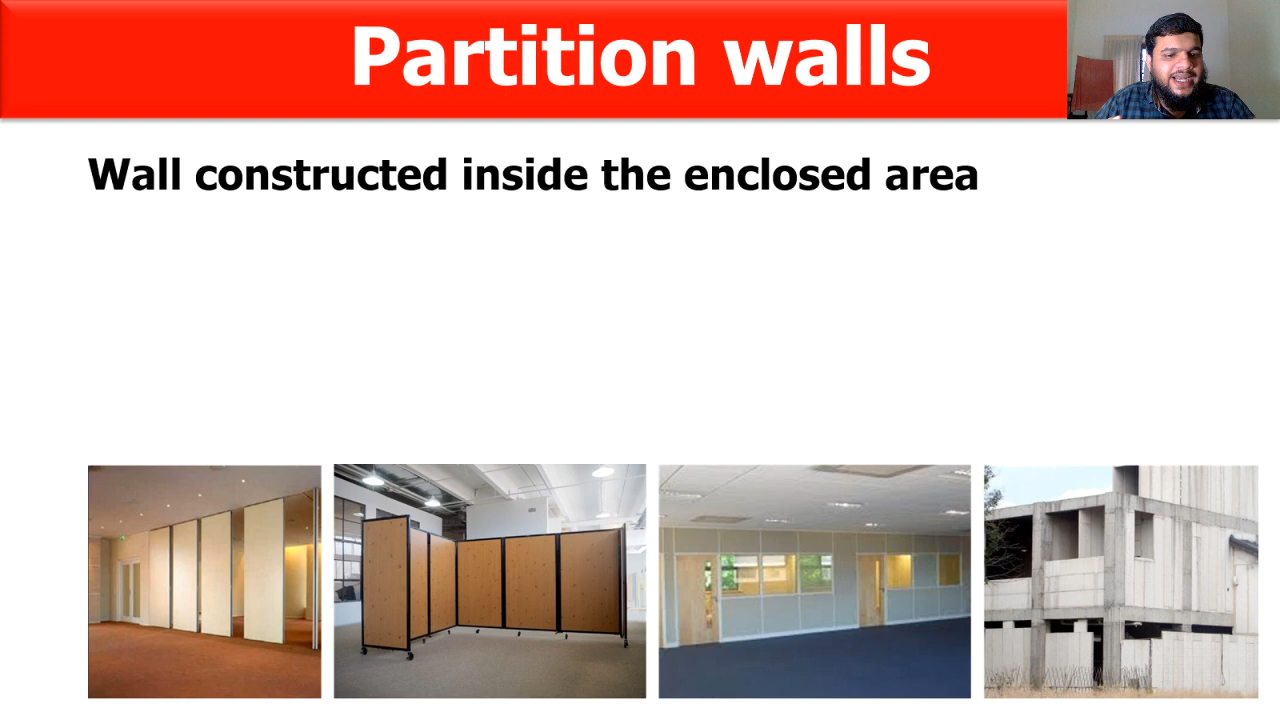 Partition walls
Wall constructed inside the enclosed area